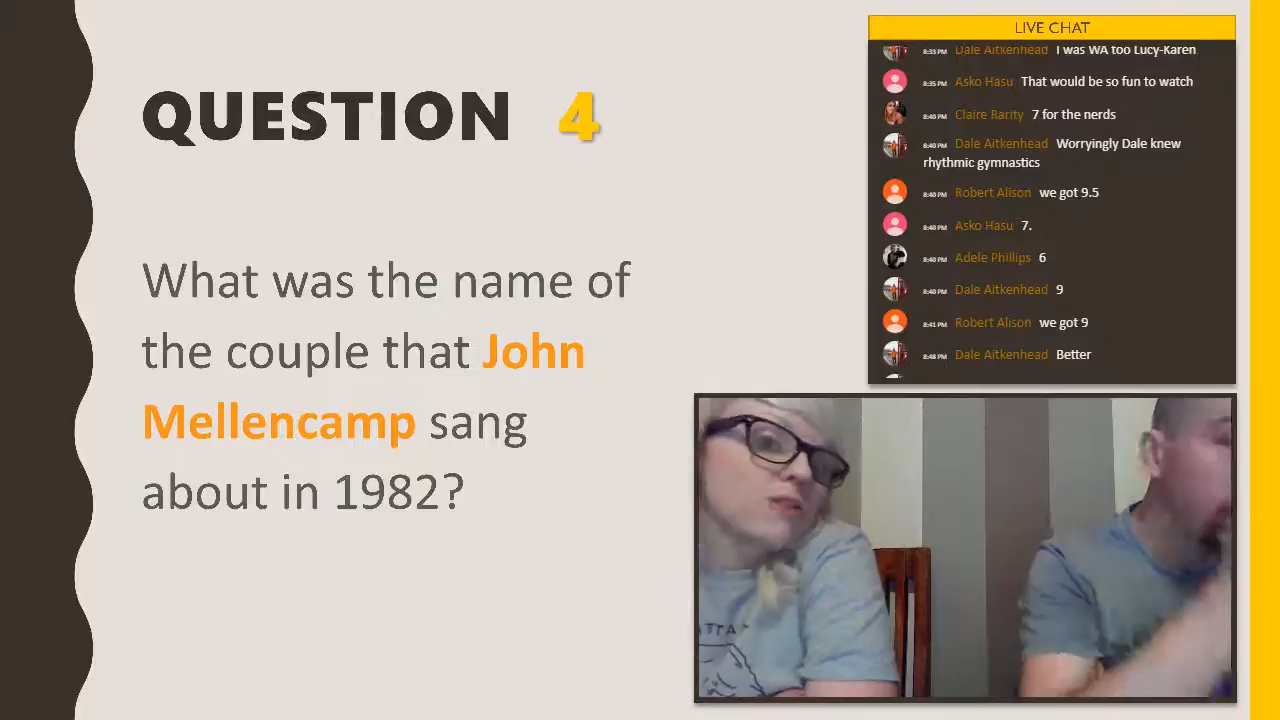 QUESTION 4
What was the name of
the couple that John
Mellencamp sang
about in 1982?
LIVE CHAT
8:33 PM Dale Aitkenhead I was WA too Lucy-Karen
8:35 PM Asko Hasu That would be so fun to watch
8:40 PM Claire Rarity 7 for the nerds
8:40 PM Dale Aitkenhead Worryingly Dale knew
rhythmic gymnastics
8:40 PM Robert Alison we got 9.5
8:40 PM Asko Hasu 7.
8:40 PM Adele Phillips 6
8:40 PM Dale Aitkenhead 9
8:41 PM Robert Alison we got 9
8:48 PM Dale Aitkenhead Better